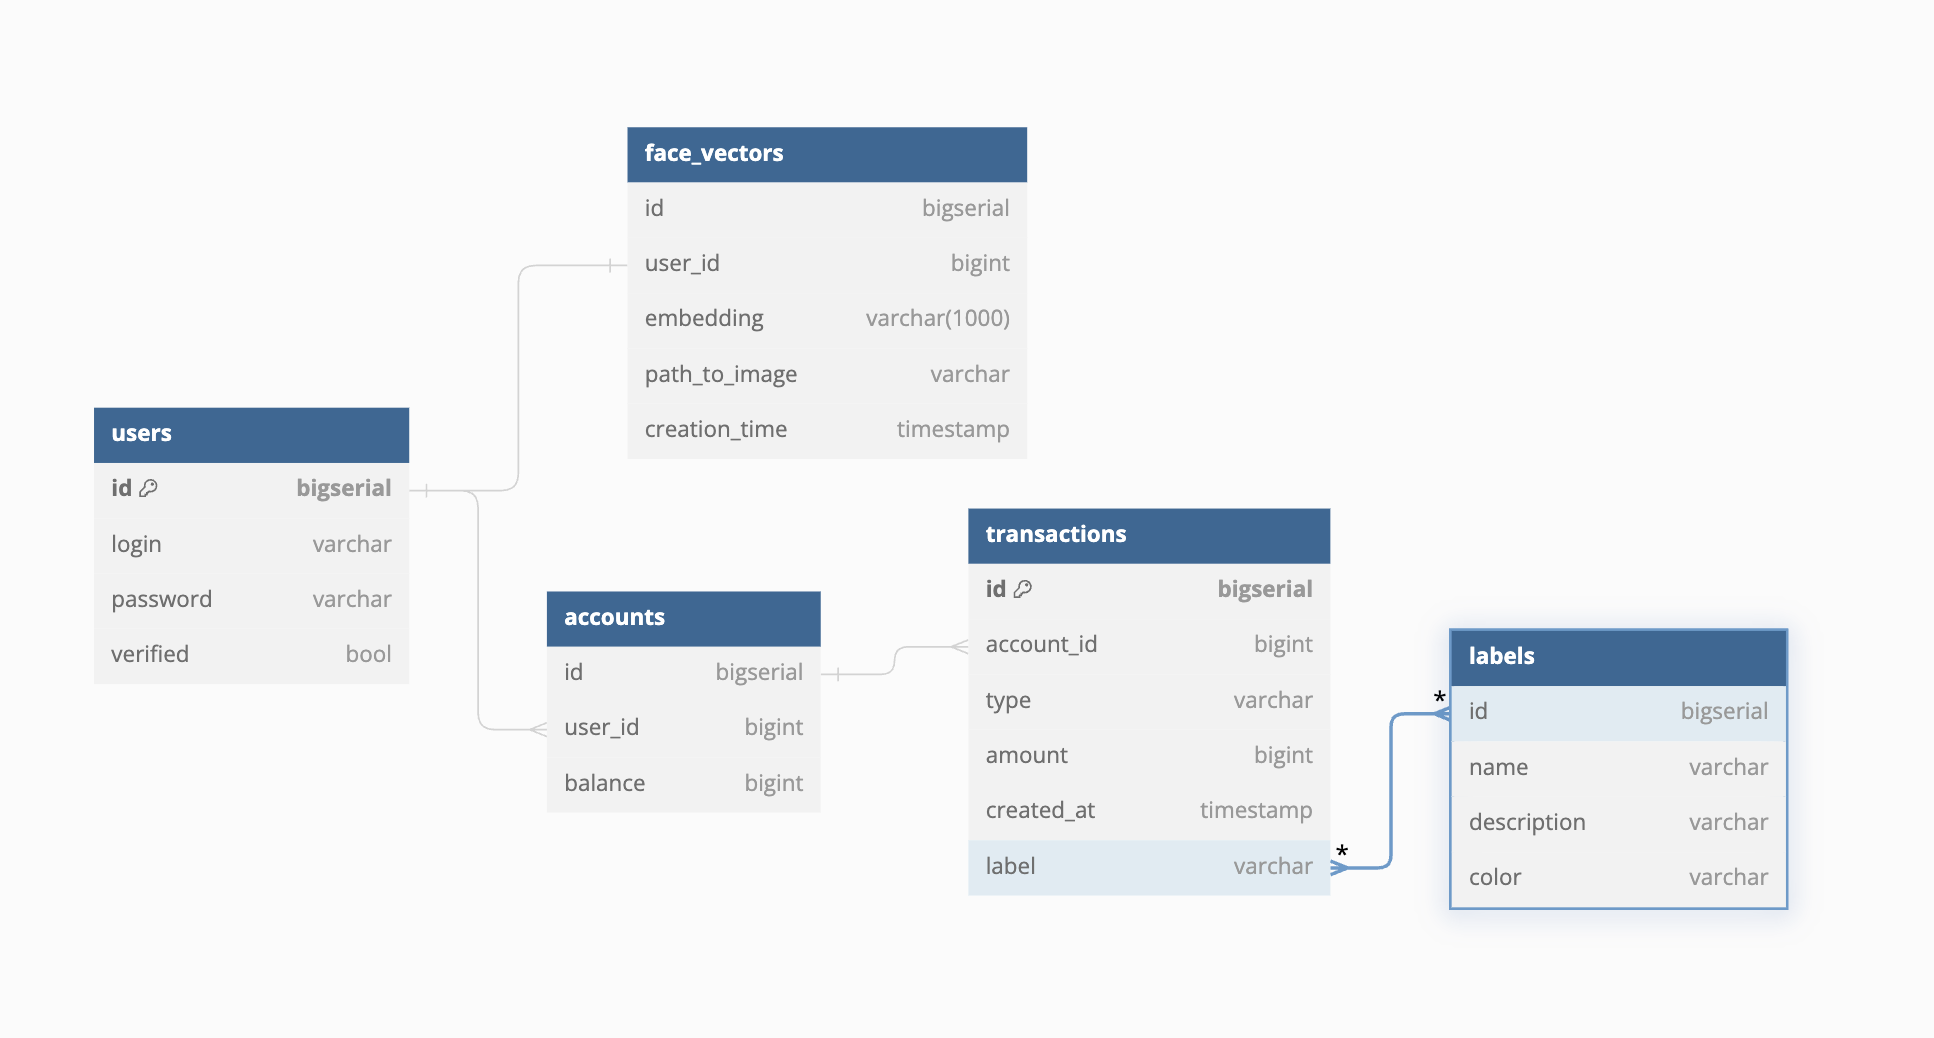 face_vectors
id bigserial
user_id bigint
embedding varchar(1000)
path_to_image varchar
creation_time timestamp
users
id bigserial
login varchar
password varchar
verified bool
accounts
id bigserial
user_id bigint
balance bigint
transactions
id bigserial
account_id bigint
type varchar
amount bigint
created_at timestamp
label varchar
*
*
labels
id bigserial
name varchar
description varchar
color varchar